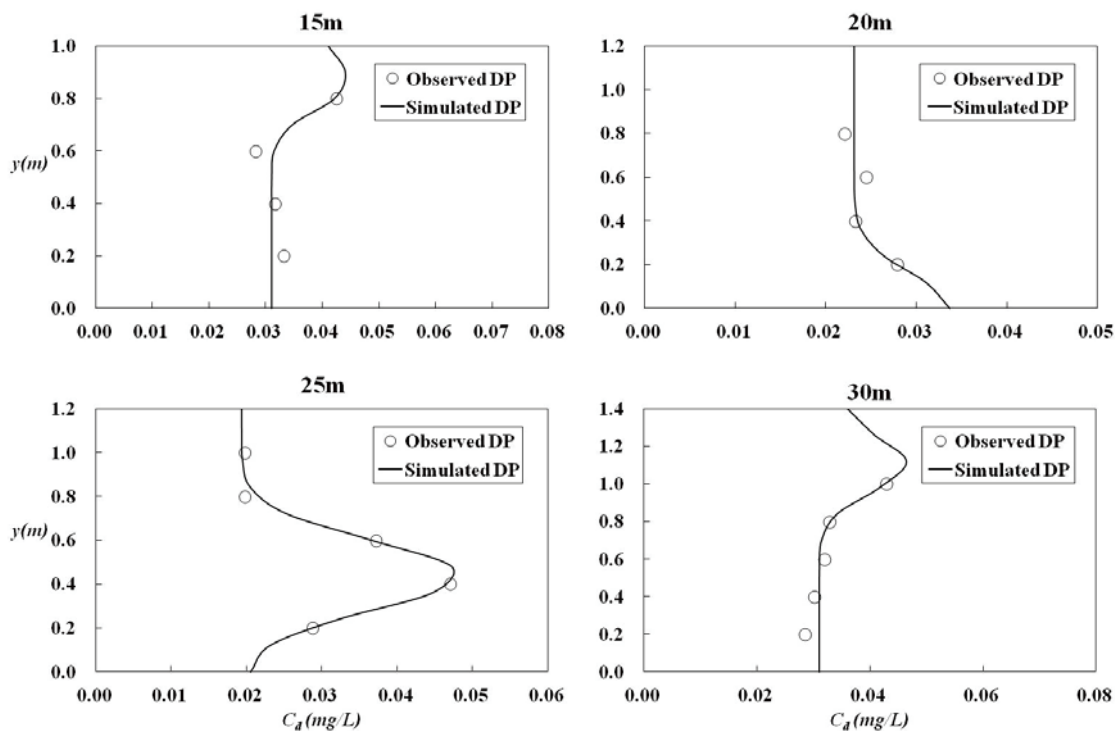 15m
1.0
0.8
0.6
0.4
0.2
0.0
y(m)
Observed DP
Simulated DP
0.00 0.01 0.02 0.03 0.04 0.05 0.06 0.07 0.08
20m
1.2
1.0
0.8
0.6
0.4
0.2
0.0
Observed DP
Simulated DP
0.00 0.01 0.02 0.03 0.04 0.05
25m
1.2
1.0
0.8
0.6
0.4
0.2
0.0
y(m)
Observed DP
Simulated DP
0.00 0.01 0.02 0.03 0.04 0.05 0.06
Cd (mg/L)
30m
1.4
1.2
1.0
0.8
0.6
0.4
0.2
0.0
Observed DP
Simulated DP
0.00 0.02 0.04 0.06 0.08
Cd (mg/L)